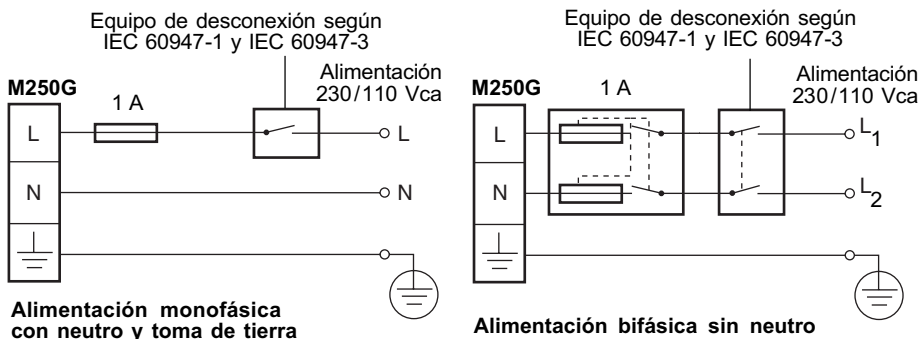 Equipo de desconexión según
IEC 60947-1 y IEC 60947-3
Alimentación
230/110 Vca
M250G
1 A
L
L
N
N
Alimentación monofásica
con neutro y toma de tierra
Equipo de desconexión según
IEC 60947-1 y IEC 60947-3
Alimentación
230/110 Vca
M250G
1 A
L
L1
N
L2
Alimentación bifásica sin neutro